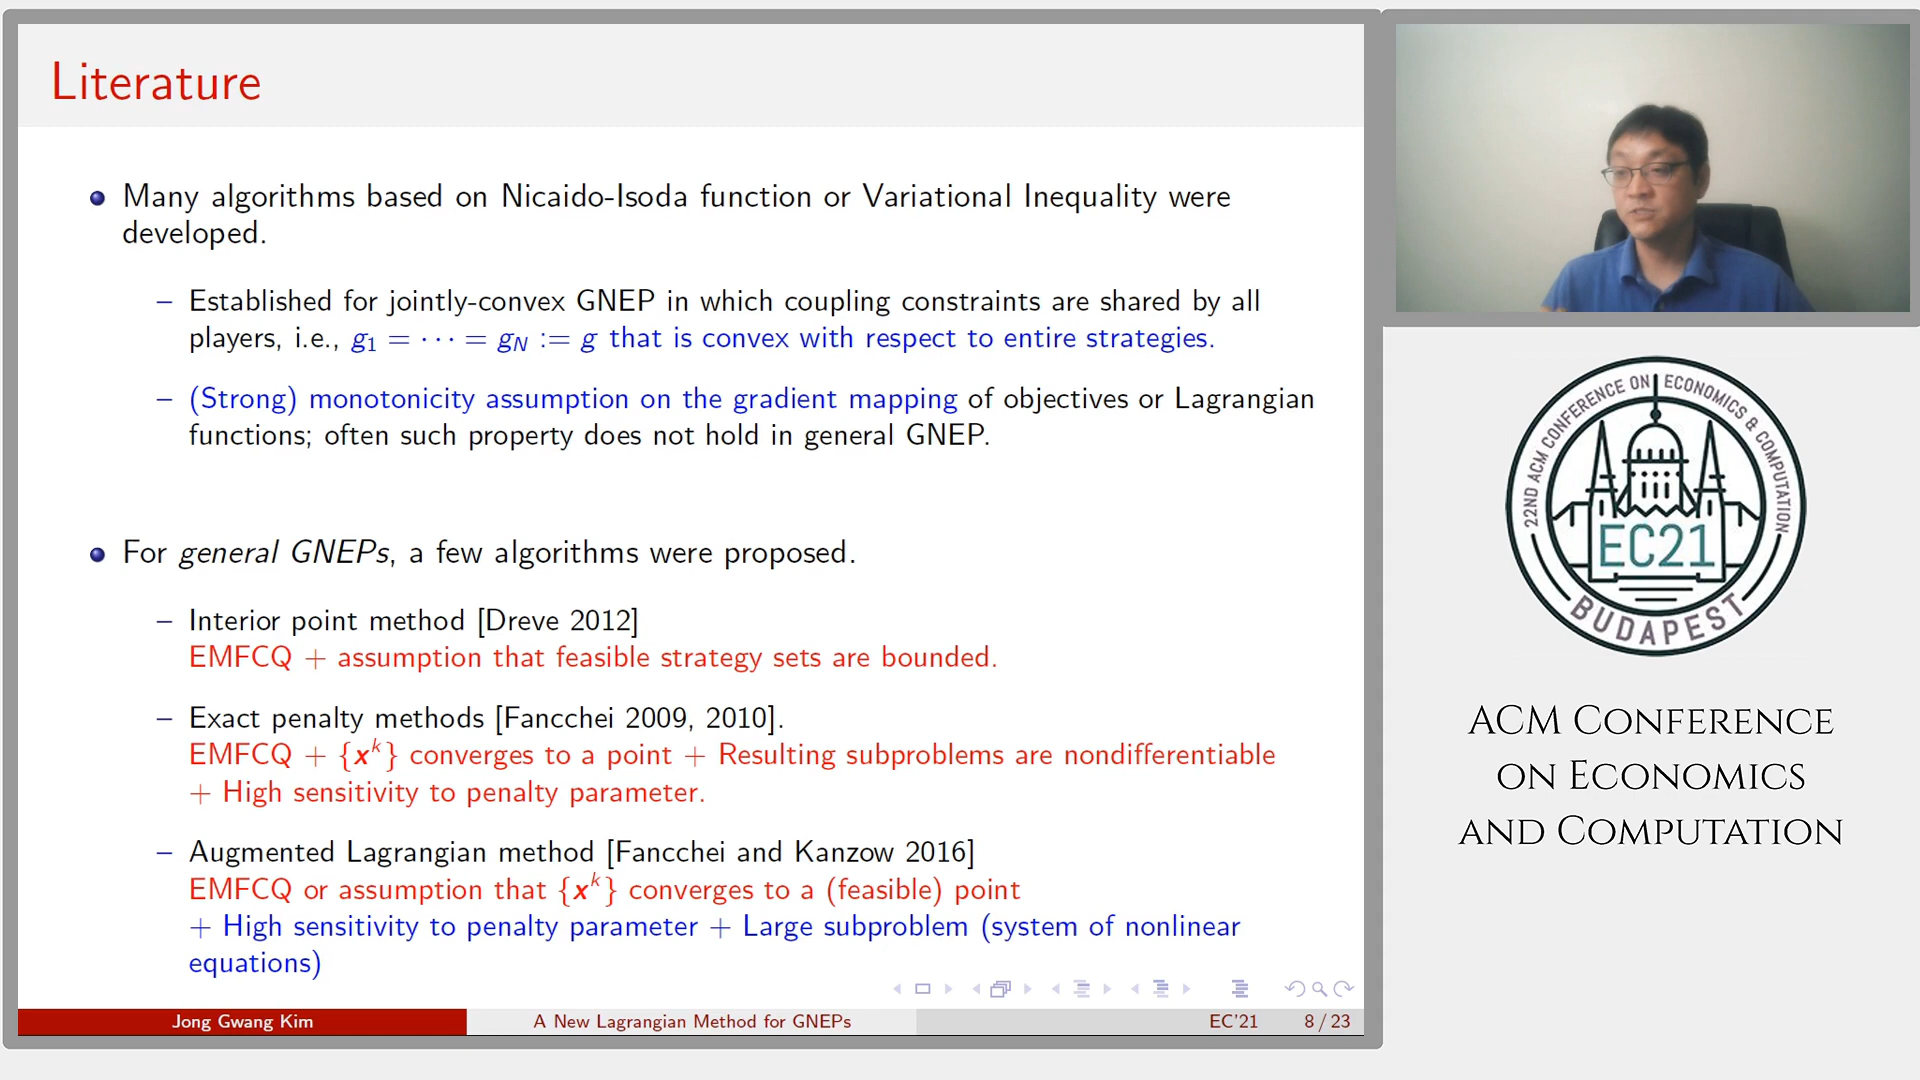 Literature
Many algorithms based on Nicaido-Isoda function or Variational Inequality were
developed.
– Established for jointly-convex GNEP in which coupling constraints are shared by all
players, i.e., g₁ = ··· = g_N := g that is convex with respect to entire strategies.
– (Strong) monotonicity assumption on the gradient mapping of objectives or Lagrangian
functions; often such property does not hold in general GNEP.
For general GNEPs, a few algorithms were proposed.
– Interior point method [Dreve 2012]
EMFCQ + assumption that feasible strategy sets are bounded.
– Exact penalty methods [Fancchei 2009, 2010].
EMFCQ + {xᵏ} converges to a point + Resulting subproblems are nondifferentiable
+ High sensitivity to penalty parameter.
– Augmented Lagrangian method [Fancchei and Kanzow 2016]
EMFCQ or assumption that {xᵏ} converges to a (feasible) point
+ High sensitivity to penalty parameter + Large subproblem (system of nonlinear
equations)
Jong Gwang Kim
A New Lagrangian Method for GNEPs
EC'21
8 / 23
22ND ACM CONFERENCE ON ECONOMICS & COMPUTATION
EC21
BUDAPEST
ACM Conference
on Economics
and Computation